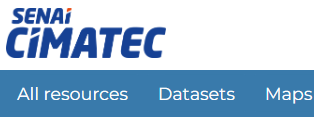 SENAI
CIMATEC
All resources Datasets Maps